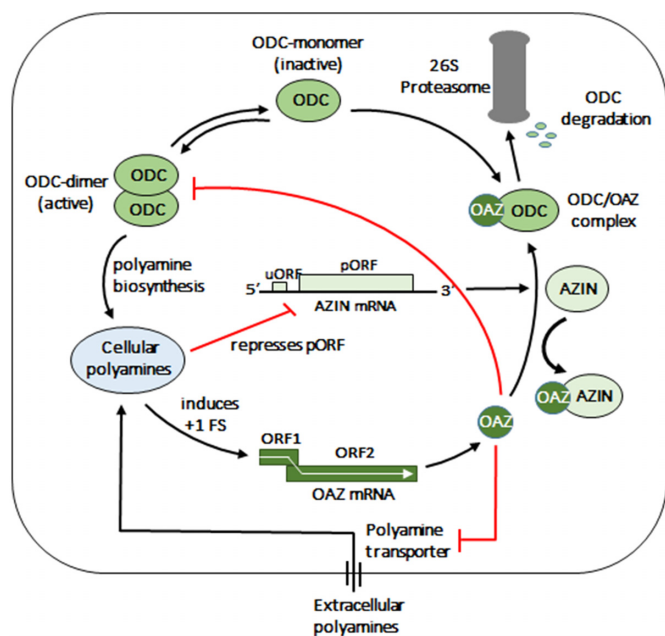 ODC-monomer
(inactive)
ODC
26S
Proteasome
ODC
degradation
ODC-dimer
(active)
ODC
ODC
OAZ
ODC
ODC/OAZ
complex
polyamine
biosynthesis
uORF
pORF
5′
3′
AZIN mRNA
AZIN
Cellular
polyamines
represses pORF
OAZ
AZIN
induces
+1 FS
OAZ
ORF1
ORF2
OAZ mRNA
Polyamine
transporter
Extracellular
polyamines